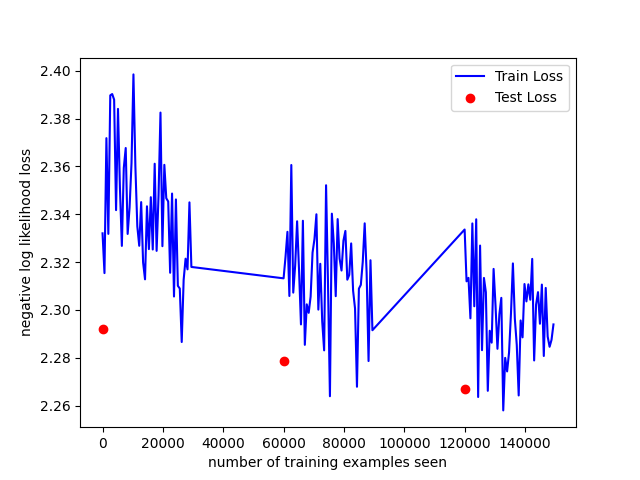 2.40
2.38
2.36
2.34
2.32
2.30
2.28
2.26
negative log likelihood loss
Train Loss
Test Loss
0 20000 40000 60000 80000 100000 120000 140000
number of training examples seen